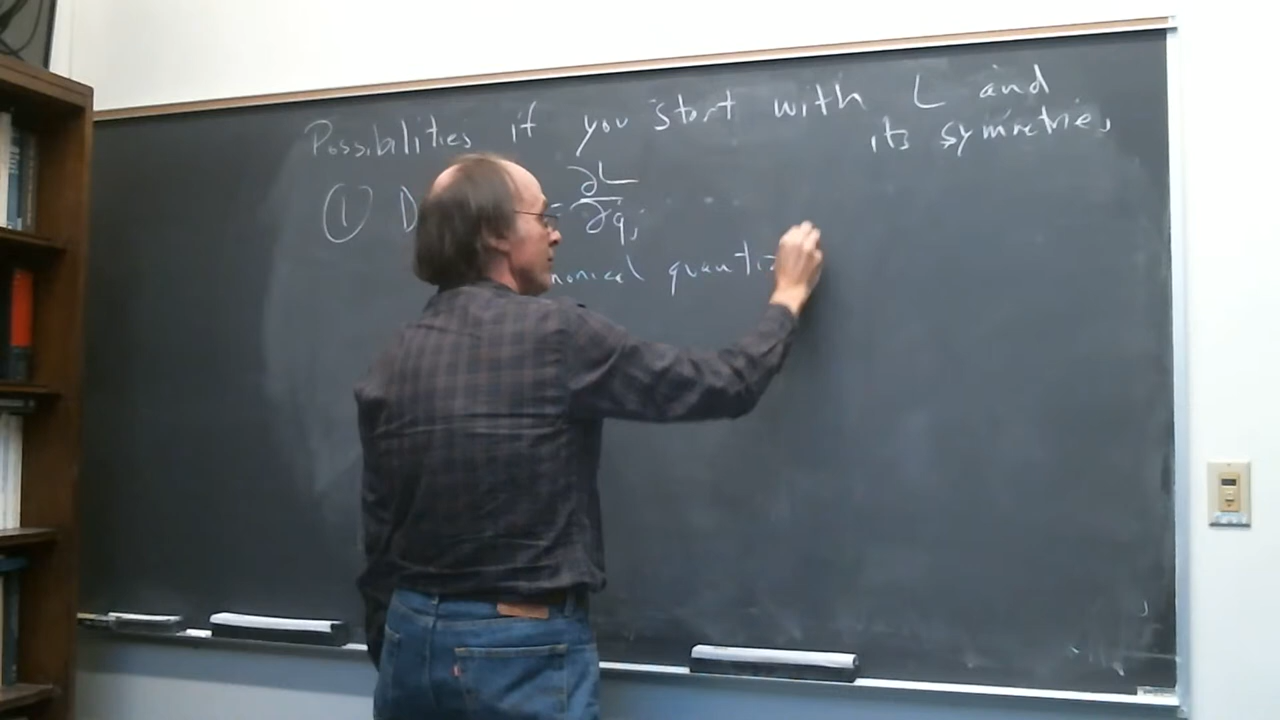 Possibilities if you start with L and
its symmetries
① D = ∂L/∂q̇ⱼ . . .
nonical quanti